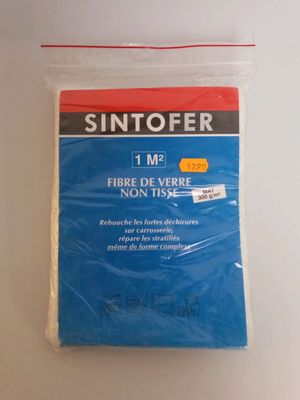 SINTOFER
1 M²
FIBRE DE VERRE
NON TISSE
MAT
300 g/m²
Rebouche les fortes déchirures
sur carrosserie,
répare les stratifiés
même de forme complexe